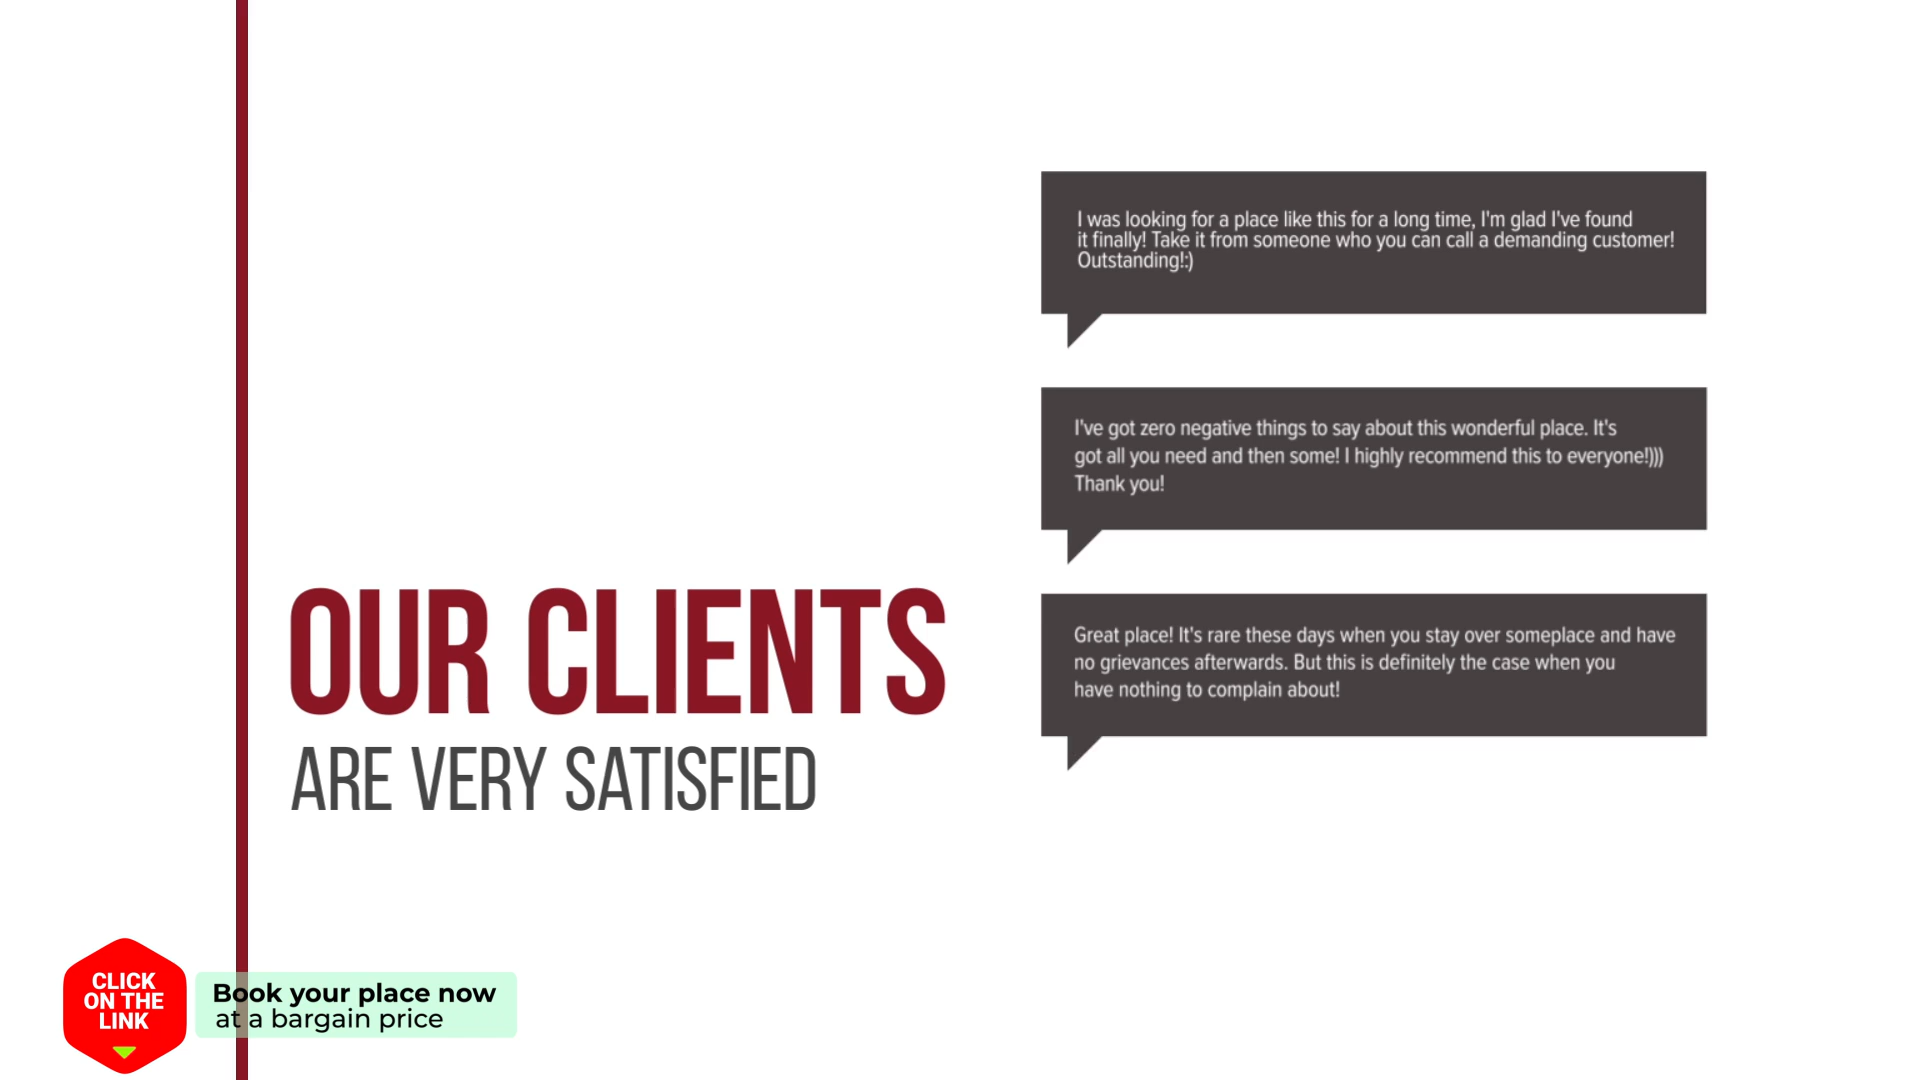 I was looking for a place like this for a long time, I'm glad I've found
it finally! Take it from someone who you can call a demanding customer!
Outstanding!:)
I've got zero negative things to say about this wonderful place. It's
got all you need and then some! I highly recommend this to everyone!)))
Thank you!
Great place! It's rare these days when you stay over someplace and have
no grievances afterwards. But this is definitely the case when you
have nothing to complain about!
OUR CLIENTS
ARE VERY SATISFIED
CLICK
ON THE
LINK
Book your place now
at a bargain price